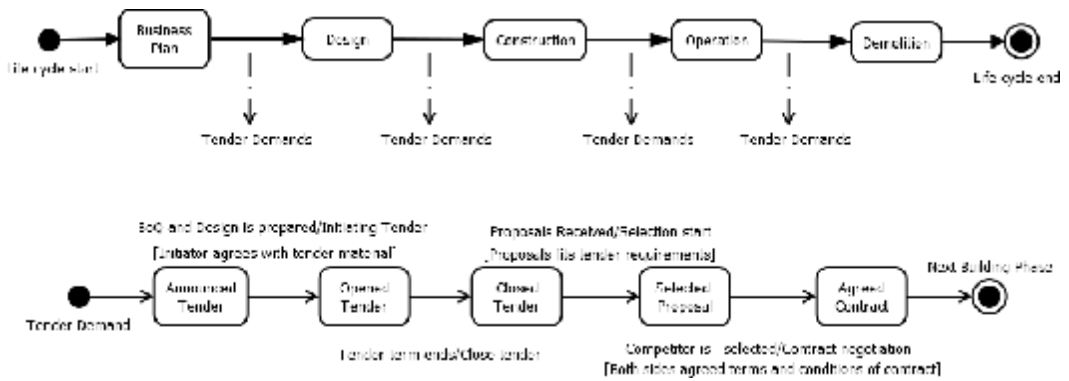 Business
Plan
Design
Construction
Operation
Demolition
Life cycle start
Life cycle end
Tender Demands
Tender Demands
Tender Demands
Tender Demands
BoQ and Design is prepared/Initiating Tender
[Initiator agrees with tender material]
Proposals Received/Selection start
[Proposals fits tender requirements]
Next Building Phase
Announced
Tender
Opened
Tender
Closed
Tender
Selected
Proposal
Agreed
Contract
Tender Demand
Tender term ends/Close tender
Competitor is selected/Contract negotiation
[Both sides agreed terms and conditions of contract]